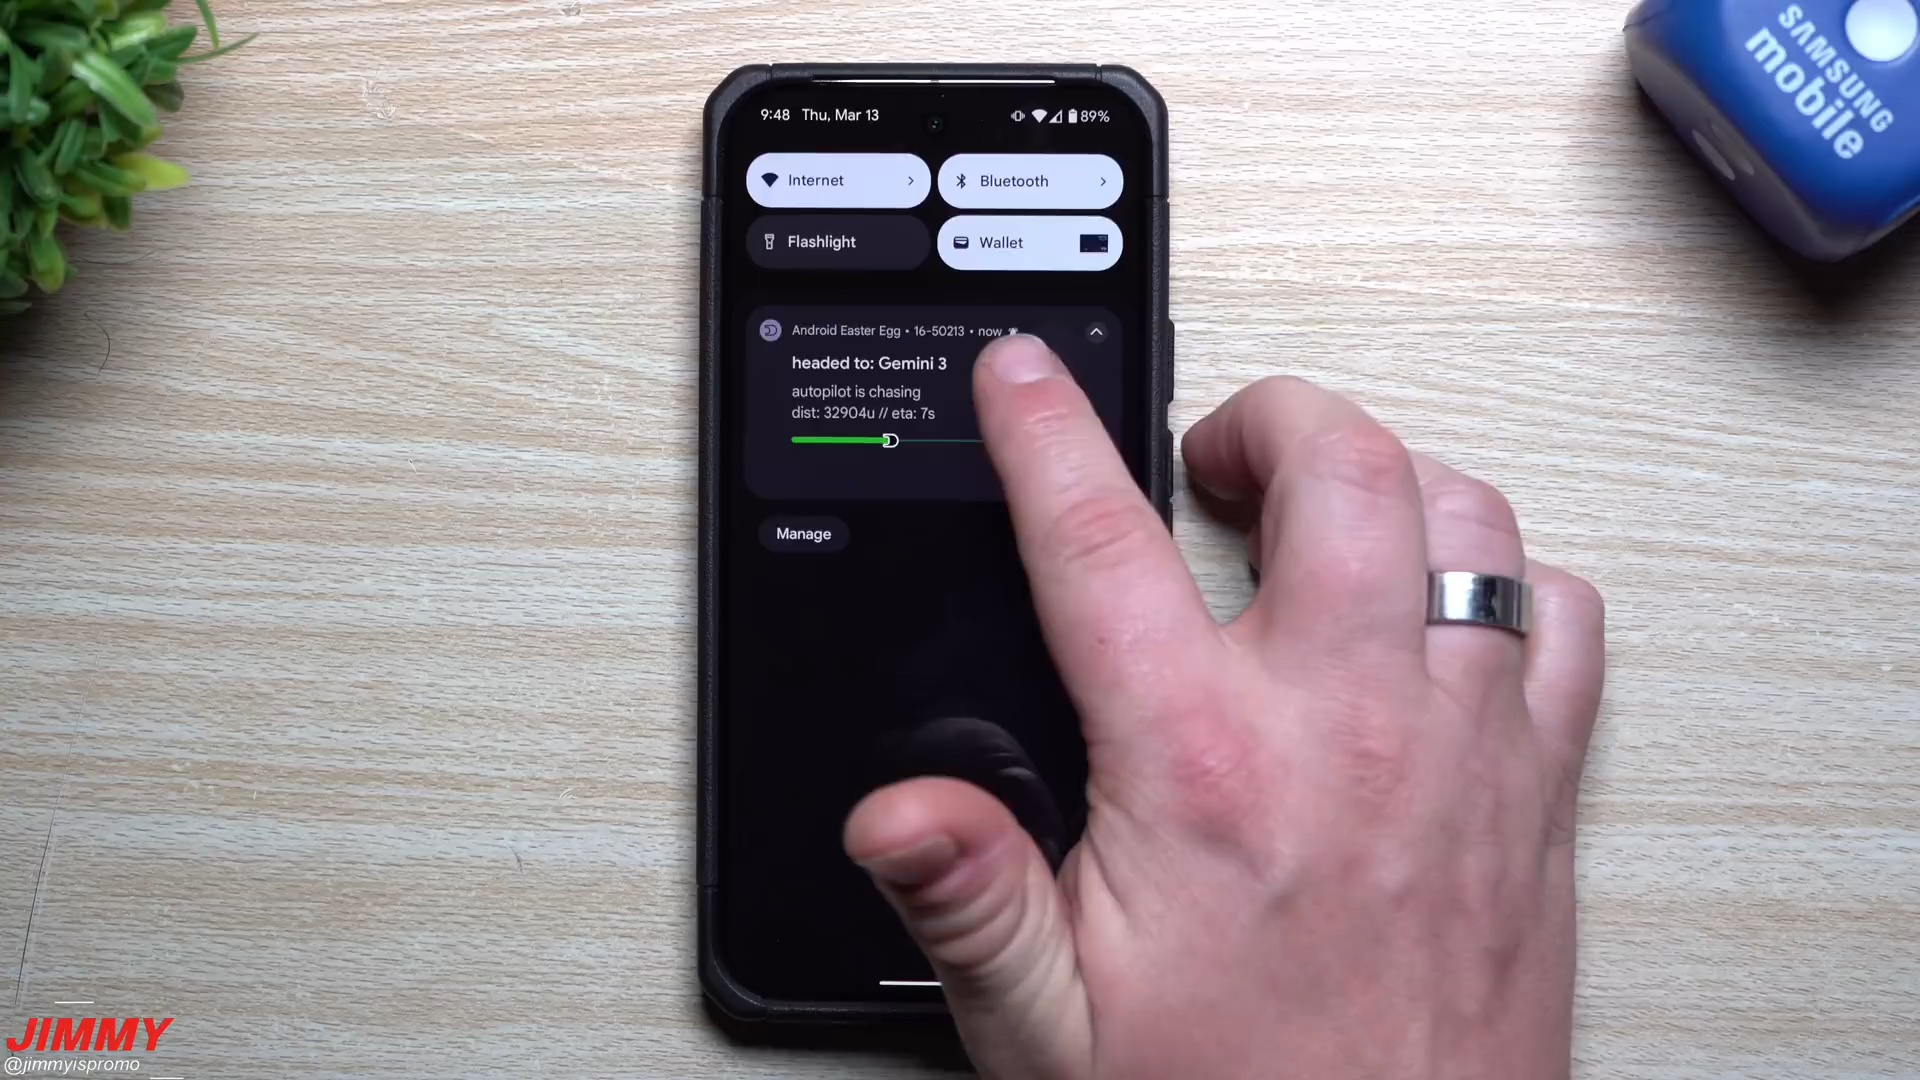 SAMSUNG
mobile
9:48 Thu, Mar 13
89%
Internet
Bluetooth
Flashlight
Wallet
Android Easter Egg • 16-50213 • now
headed to: Gemini 3
autopilot is chasing
dist: 32904u // eta: 7s
Manage
JIMMY
@jimmyispromo